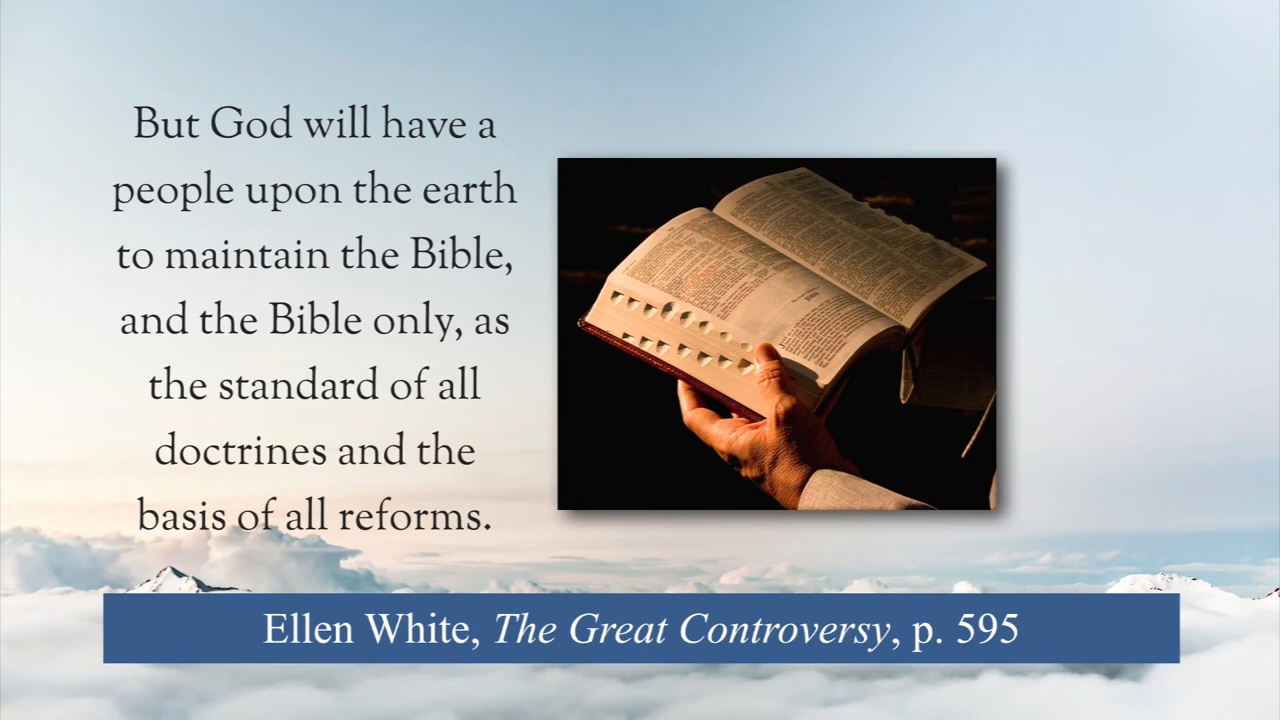 But God will have a
people upon the earth
to maintain the Bible,
and the Bible only, as
the standard of all
doctrines and the
basis of all reforms.
Ellen White, The Great Controversy, p. 595